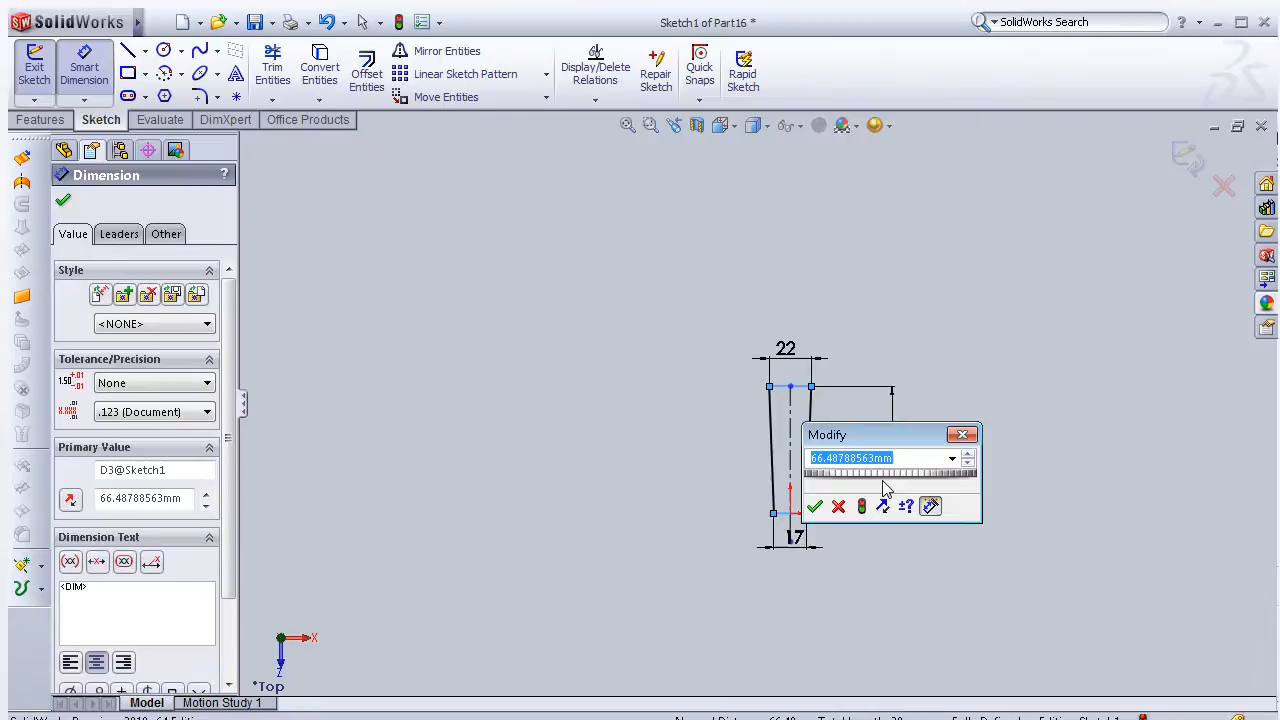 SolidWorks
Sketch1 of Part16 *
SolidWorks Search
?
Exit Sketch
Smart Dimension
Trim Entities
Convert Entities
Offset Entities
Mirror Entities
Linear Sketch Pattern
Move Entities
Display/Delete Relations
Repair Sketch
Quick Snaps
Rapid Sketch
Features
Sketch
Evaluate
DimXpert
Office Products
Dimension
?
Value
Leaders
Other
Style
<NONE>
Tolerance/Precision
None
.123 (Document)
Primary Value
D3@Sketch1
66.48788563mm
Dimension Text
<DIM>
22
Modify
66.48788563mm
17
X
Z
*Top
Model
Motion Study 1